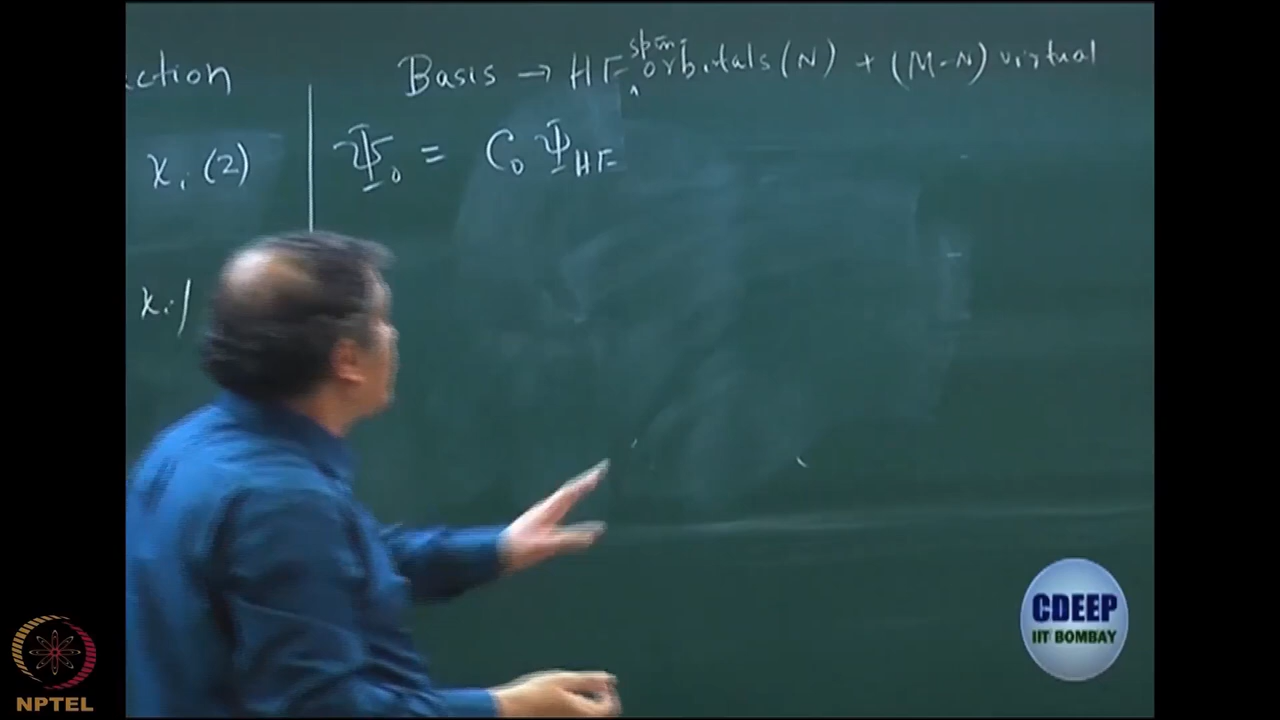 ction
χi (2)
χi /
Basis → HF spin orbitals (N) + (M-N) virtual
Ψ0 = C0 ΨHF
CDEEP
IIT BOMBAY
NPTEL